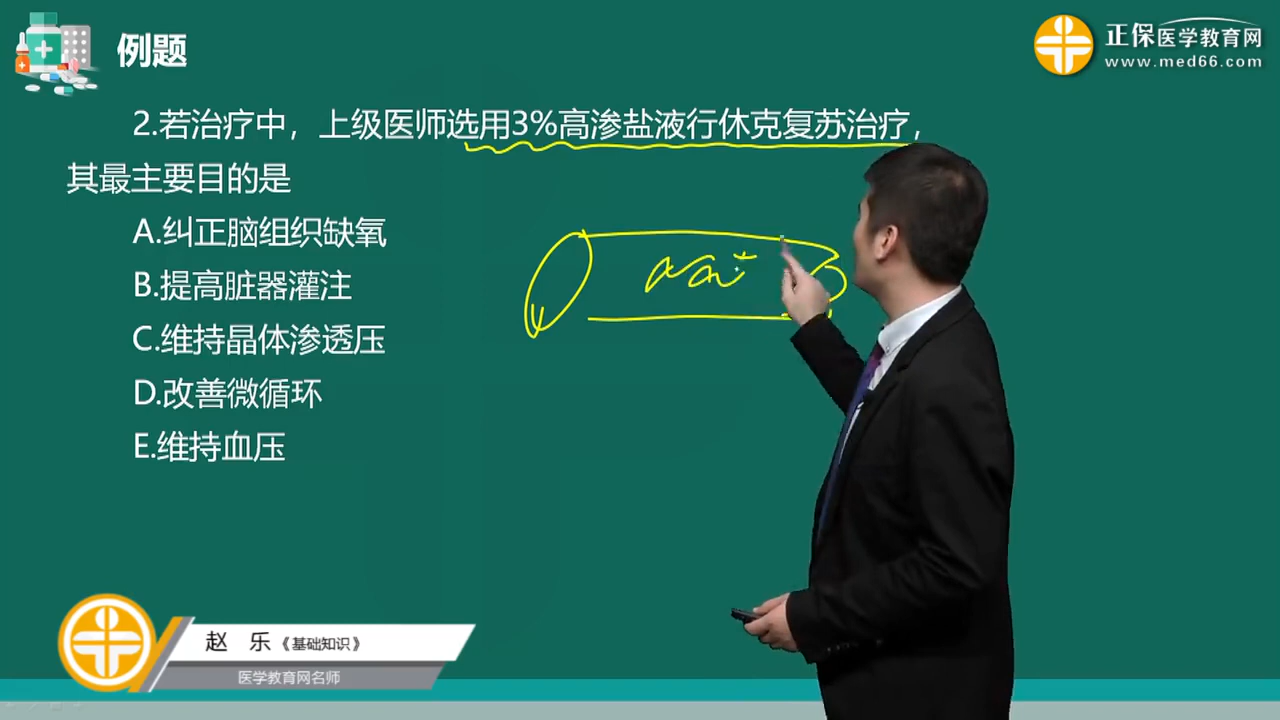 例题
正保医学教育网
www.med66.com
2.若治疗中，上级医师选用3%高渗盐液行休克复苏治疗，
其最主要目的是
A.纠正脑组织缺氧
B.提高脏器灌注
C.维持晶体渗透压
D.改善微循环
E.维持血压
赵 乐《基础知识》
医学教育网名师